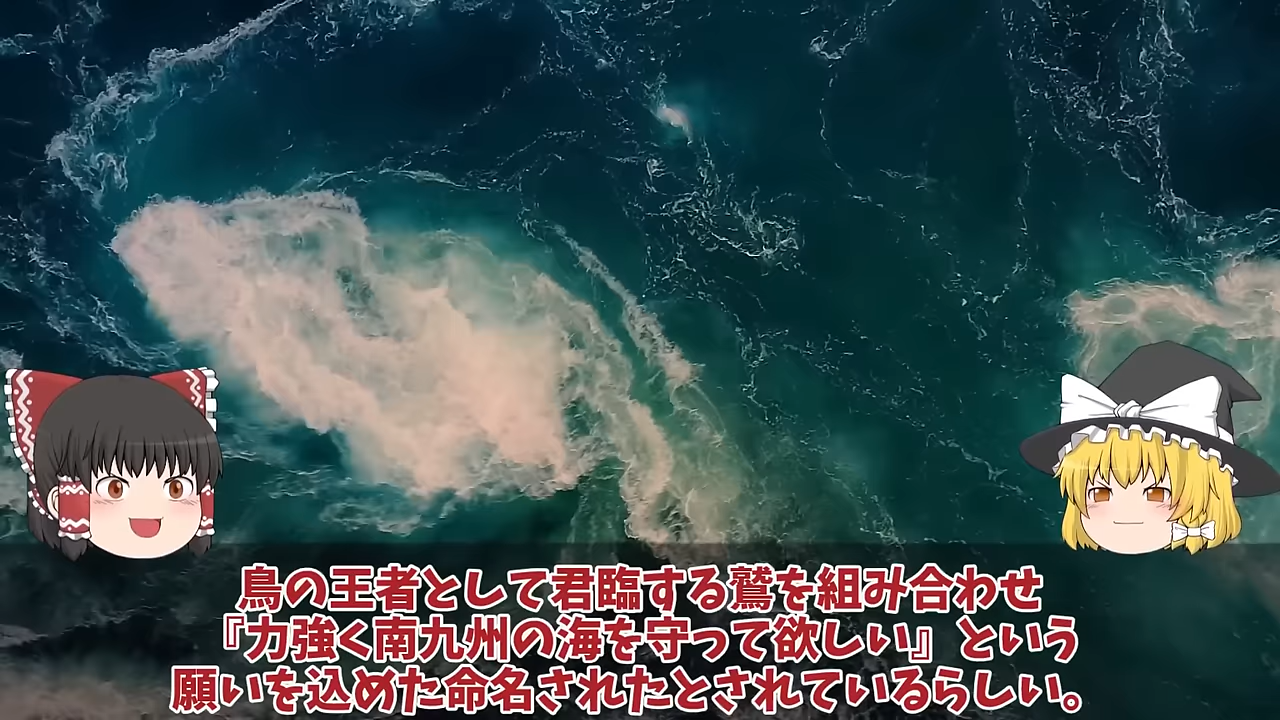 鳥の王者として君臨する鷲を組み合わせ
『力強く南九州の海を守って欲しい』という
願いを込めた命名されたとされているらしい。